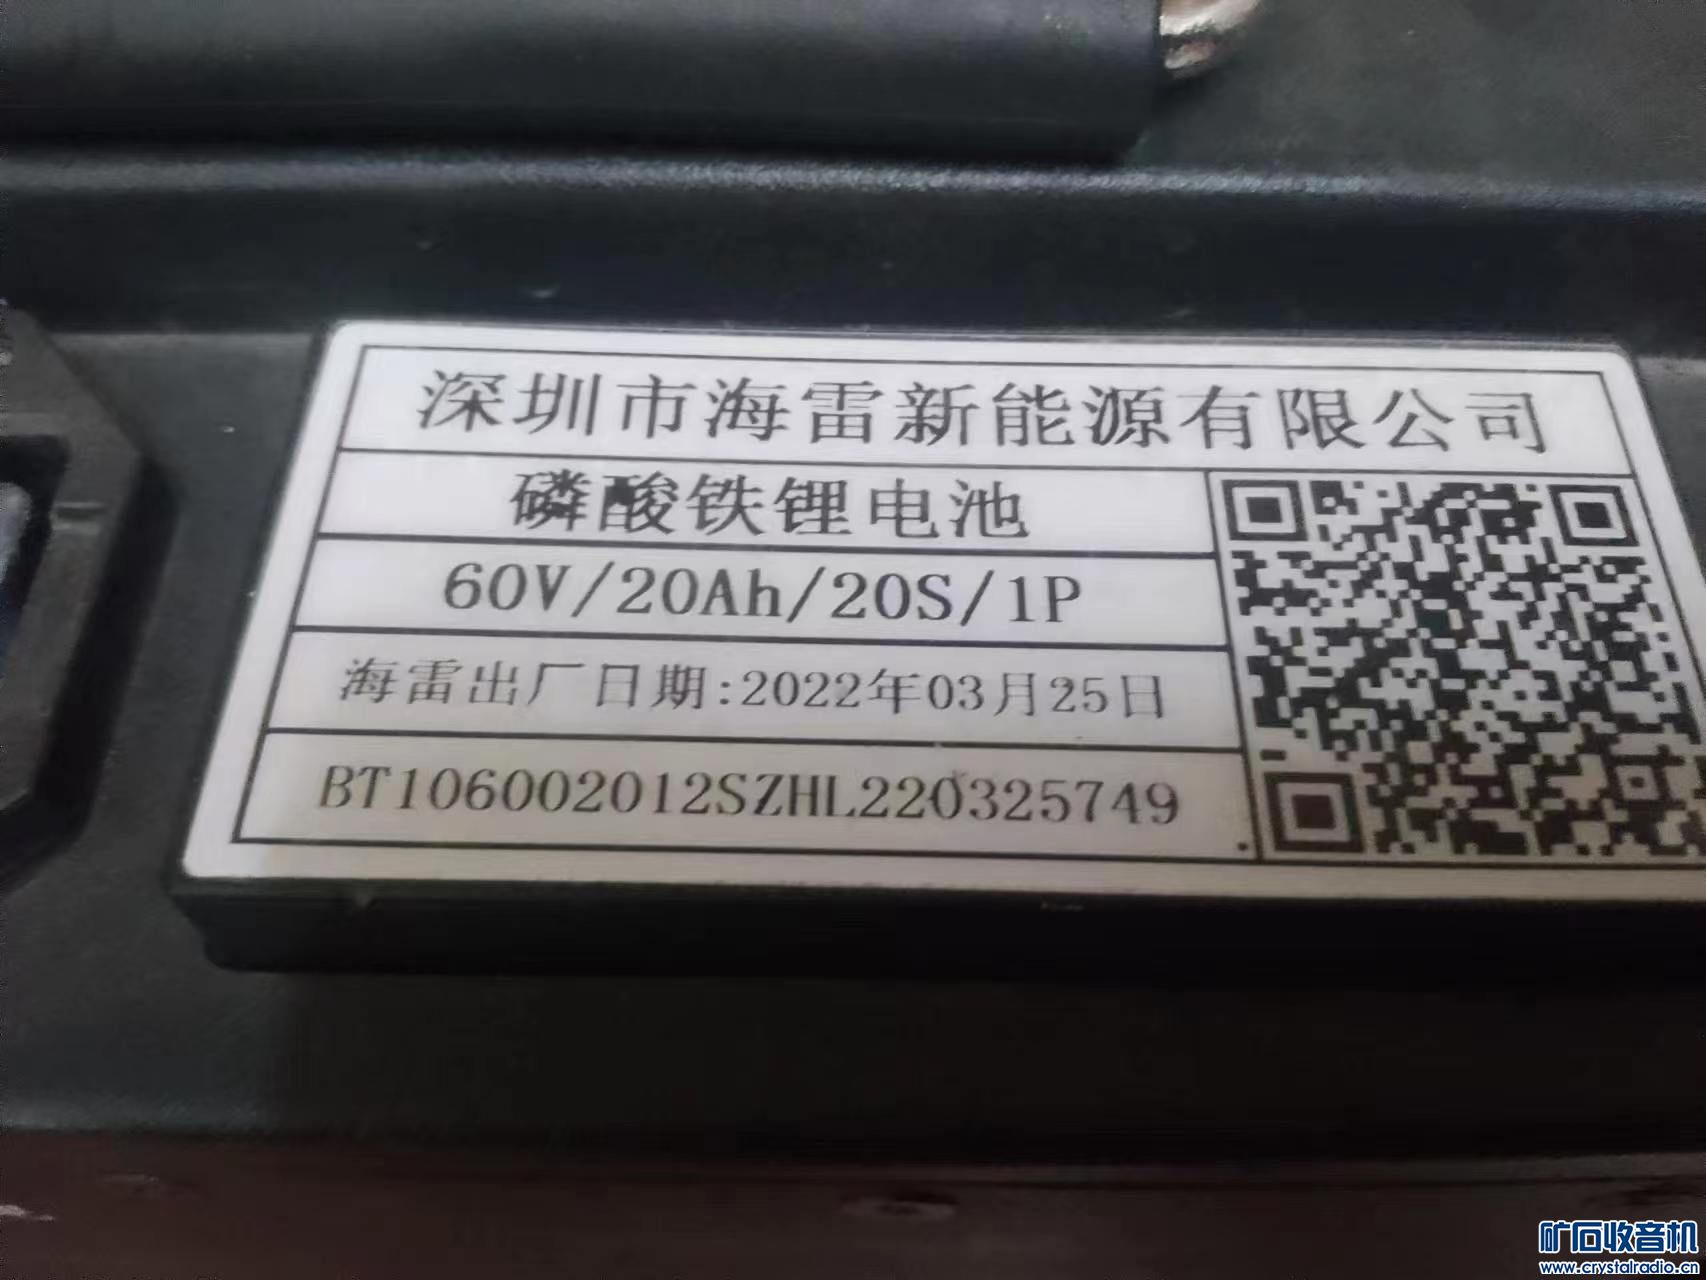 深圳市海雷新能源有限公司
磷酸铁锂电池
60V/20Ah/20S/1P
海雷出厂日期:2022年03月25日
BT106002012SZHL220325749
矿石收音机
www.crystalradio.cn